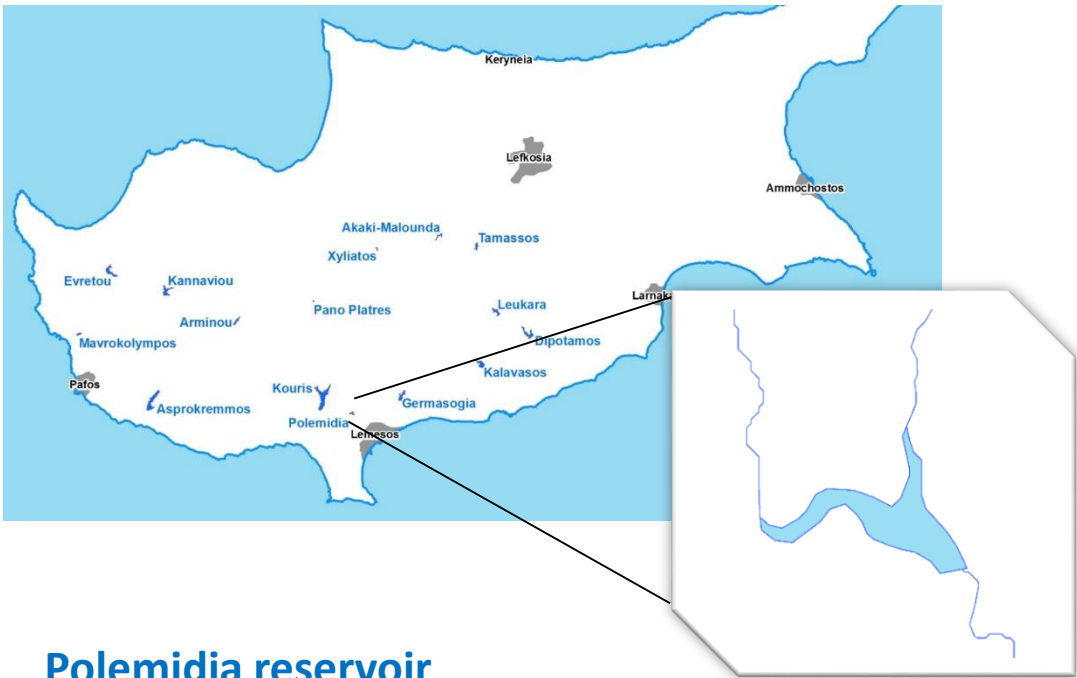 Keryneia
Lefkosia
Ammochostos
Akaki-Malounda
Tamassos
Xyliatos
Evretou
Kannaviou
Larnaka
Leukara
Pano Platres
Arminou
Dipotamos
Mavrokolympos
Kalavasos
Pafos
Kouris
Germasogia
Asprokremmos
Polemidia
Lemesos
Polemidia reservoir